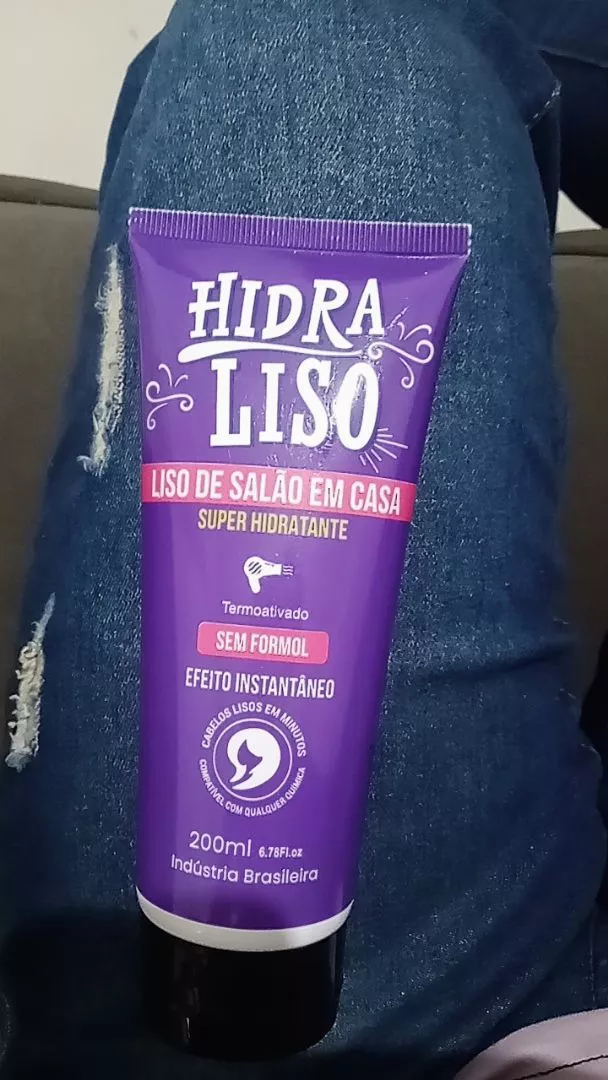 HIDRA
LISO
LISO DE SALÃO EM CASA
SUPER HIDRATANTE
Termoativado
SEM FORMOL
EFEITO INSTANTÂNEO
CABELOS LISOS EM MINUTOS
COMPATÍVEL COM QUALQUER QUÍMICA
200ml 6.78Fl.oz
Indústria Brasileira